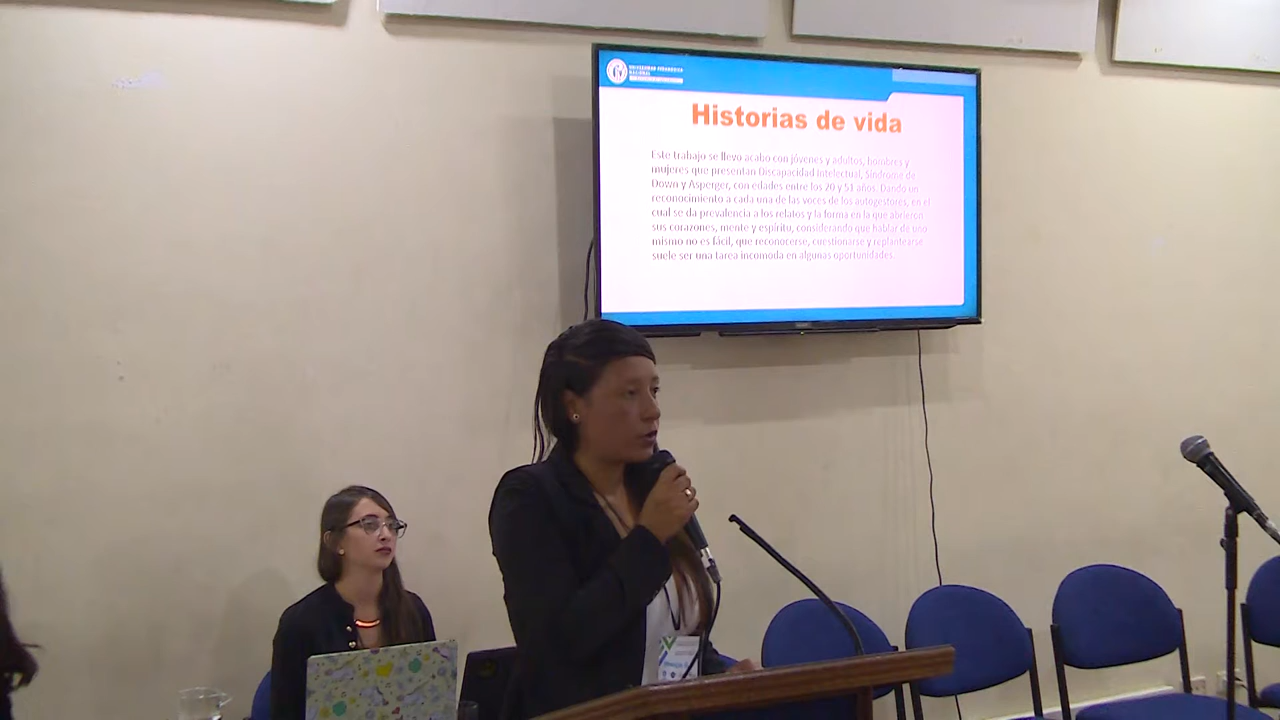 UNIVERSIDAD PEDAGÓGICA
NACIONAL
Historias de vida
Este trabajo se llevo acabo con jóvenes y adultos, hombres y
mujeres que presentan Discapacidad Intelectual, Síndrome de
Down y Asperger, con edades entre los 20 y 51 años. Dando un
reconocimiento a cada una de las voces de los autogestores, en el
cual se da prevalencia a los relatos y la forma en la que abrieron
sus corazones, mente y espíritu, considerando que hablar de uno
mismo no es fácil, que reconocerse, cuestionarse y replantearse
suele ser una tarea incomoda en algunas oportunidades.